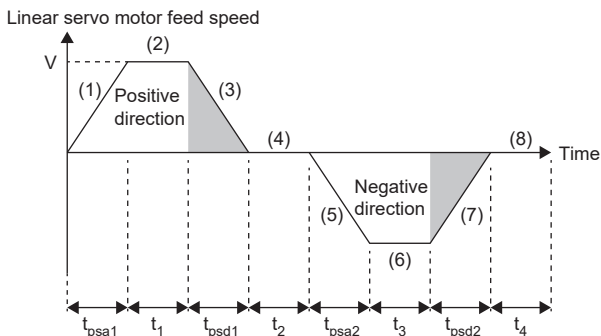 Linear servo motor feed speed
(2)
V
(1)
Positive
direction
(3)
(4)
(8)
Time
(5)
Negative
direction
(7)
(6)
tpsa1 t1 tpsd1 t2 tpsa2 t3 tpsd2 t4